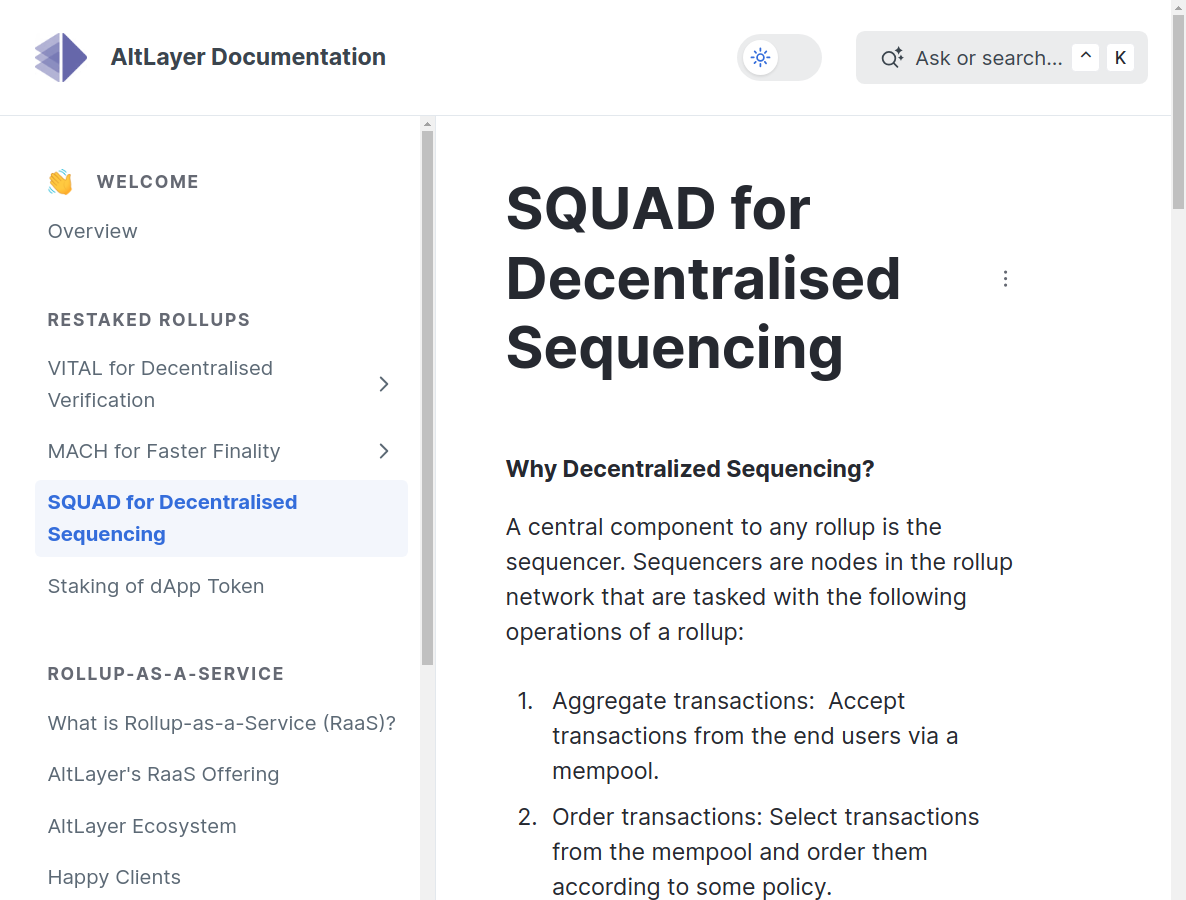 AltLayer Documentation
Ask or search...
^
K
WELCOME
Overview
RESTAKED ROLLUPS
VITAL for Decentralised
Verification
MACH for Faster Finality
SQUAD for Decentralised
Sequencing
Staking of dApp Token
ROLLUP-AS-A-SERVICE
What is Rollup-as-a-Service (RaaS)?
AltLayer's RaaS Offering
AltLayer Ecosystem
Happy Clients
SQUAD for
Decentralised
Sequencing
Why Decentralized Sequencing?
A central component to any rollup is the
sequencer. Sequencers are nodes in the rollup
network that are tasked with the following
operations of a rollup:
1. Aggregate transactions:  Accept
transactions from the end users via a
mempool.
2. Order transactions: Select transactions
from the mempool and order them
according to some policy.